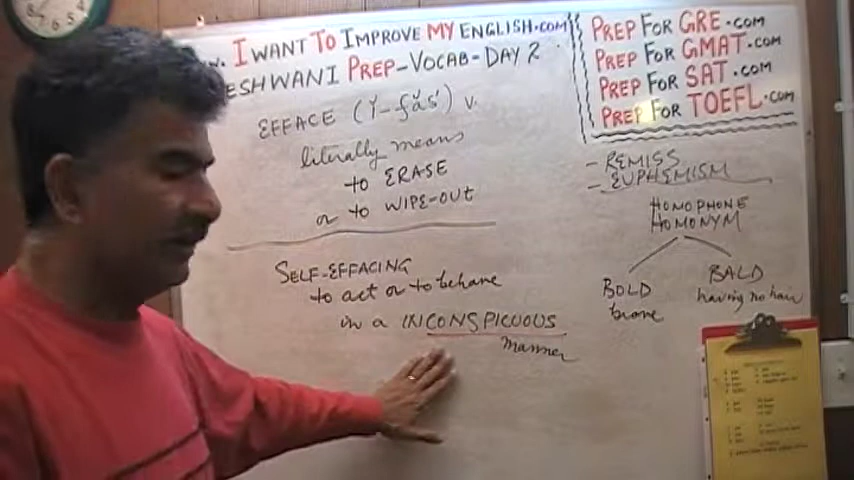 I WANT TO IMPROVE MY ENGLISH.COM
ESHWANI PREP-VOCAB-DAY 2
EFFACE (ĭ-fās′) v.
literally means
to ERASE
or to WIPE-OUT
SELF-EFFACING
to act or to behave
in a INCONSPICUOUS
manner
PREP FOR GRE.COM
PREP FOR GMAT.COM
PREP FOR SAT.COM
PREP FOR TOEFL.COM
- REMISS
- EUPHEMISM
HOMOPHONE
HOMONYM
BOLD
brave
BALD
having no hair